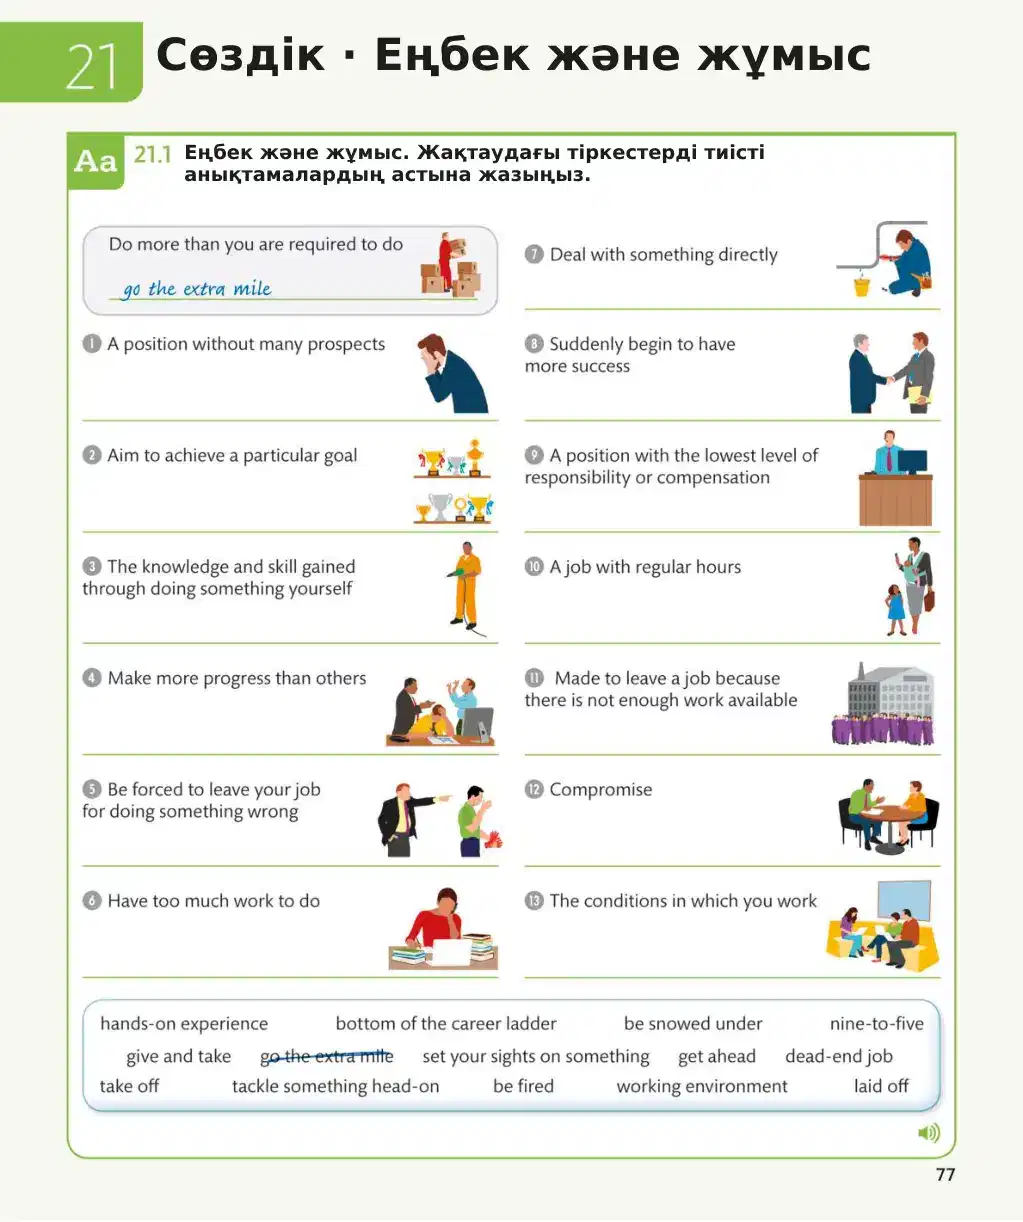 21
Сөздік · Еңбек және жұмыс
Aa
21.1 Еңбек және жұмыс. Жақтаудағы тіркестерді тиісті
анықтамалардың астына жазыңыз.
Do more than you are required to do
go the extra mile
1 A position without many prospects
2 Aim to achieve a particular goal
3 The knowledge and skill gained
through doing something yourself
4 Make more progress than others
5 Be forced to leave your job
for doing something wrong
6 Have too much work to do
7 Deal with something directly
8 Suddenly begin to have
more success
9 A position with the lowest level of
responsibility or compensation
10 A job with regular hours
11 Made to leave a job because
there is not enough work available
12 Compromise
13 The conditions in which you work
hands-on experience bottom of the career ladder be snowed under nine-to-five
give and take go the extra mile set your sights on something get ahead dead-end job
take off tackle something head-on be fired working environment laid off
77